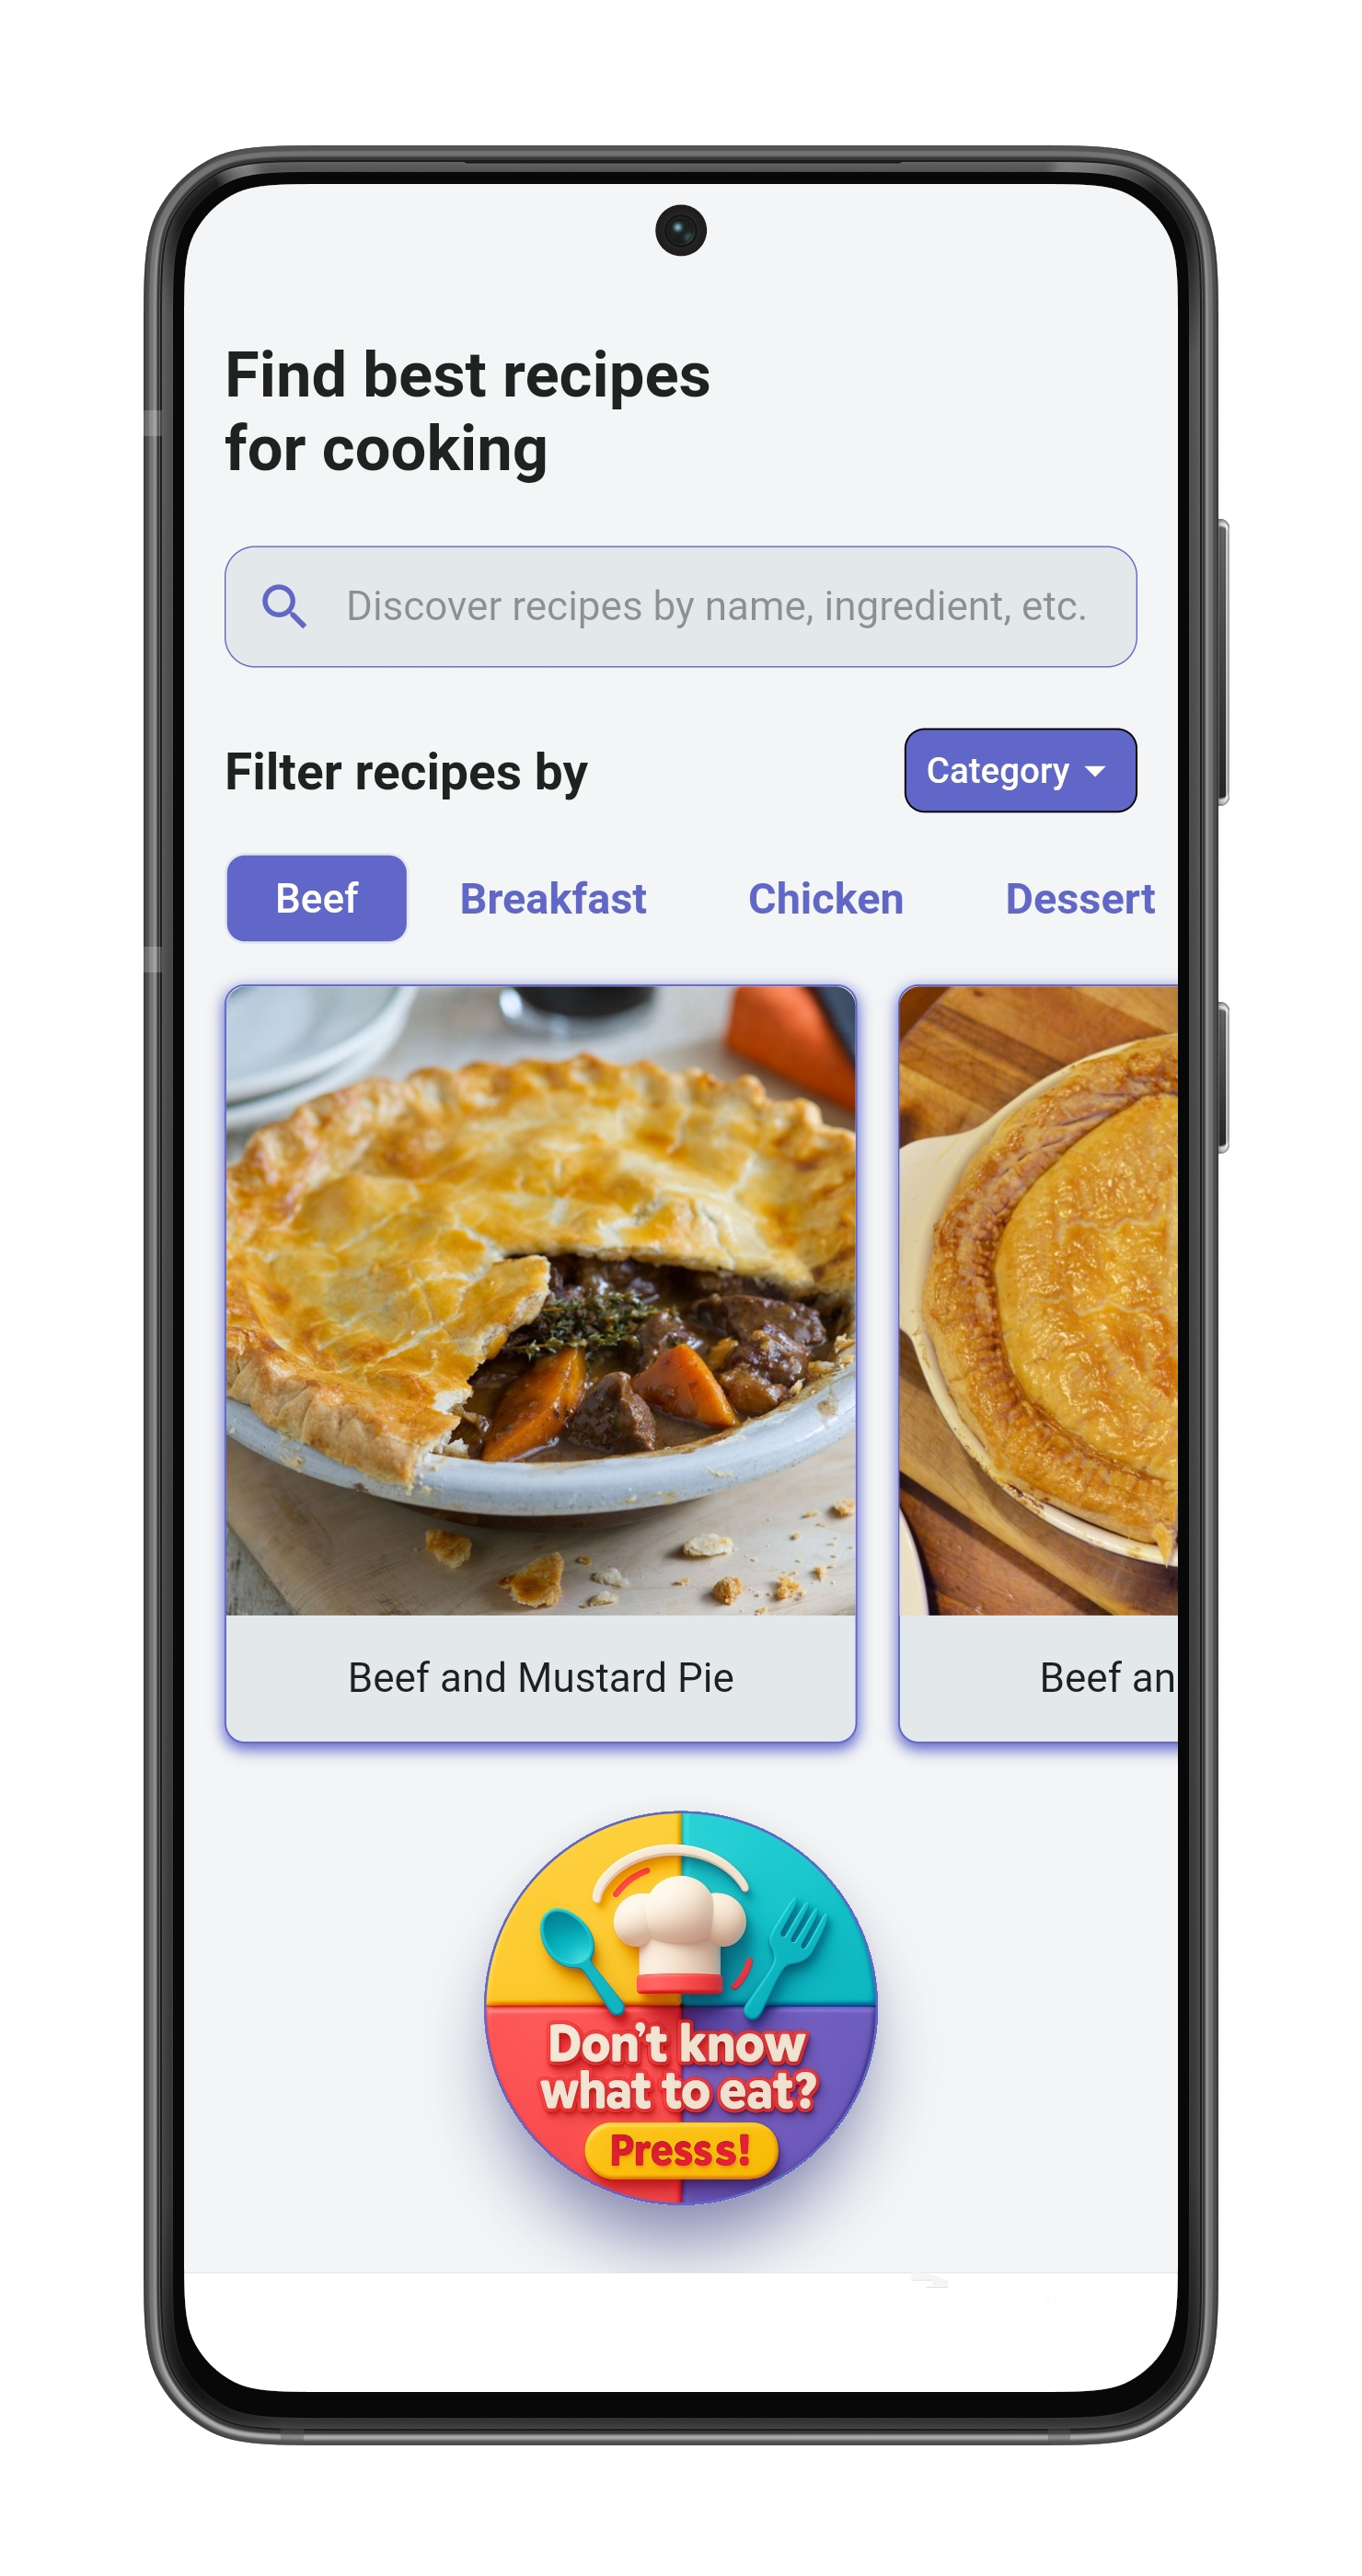 Find best recipes
for cooking
Discover recipes by name, ingredient, etc.
Filter recipes by
Category
Beef
Breakfast
Chicken
Dessert
Beef and Mustard Pie
Beef an
Don't know
what to eat?
Presss!